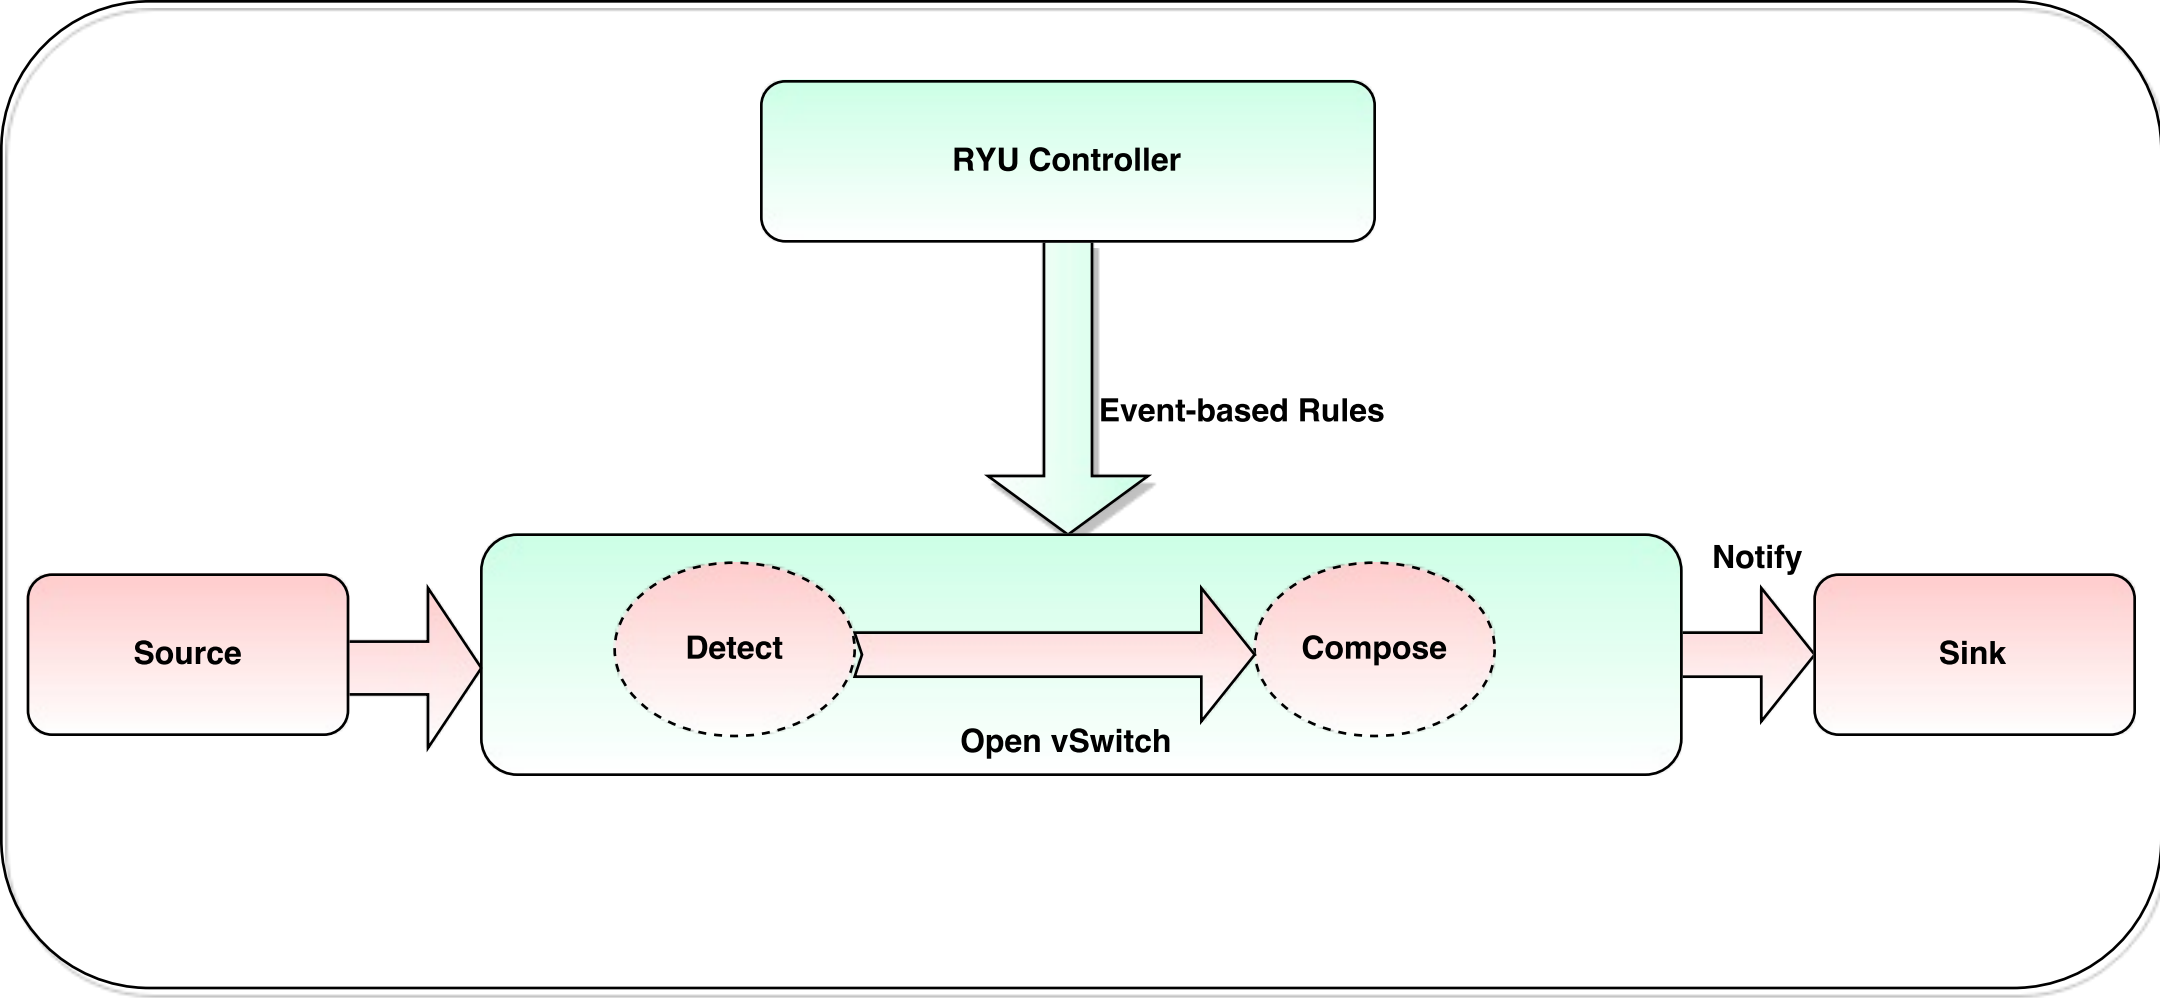 RYU Controller
Event-based Rules
Notify
Source
Detect
Compose
Sink
Open vSwitch